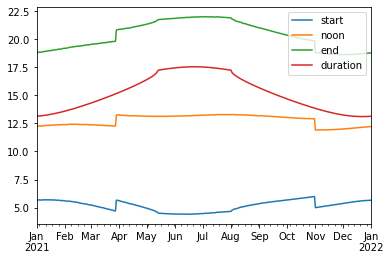 22.5
20.0
17.5
15.0
12.5
10.0
7.5
5.0
start
noon
end
duration
Jan Feb Mar Apr May Jun Jul Aug Sep Oct Nov Dec Jan
2021 2022